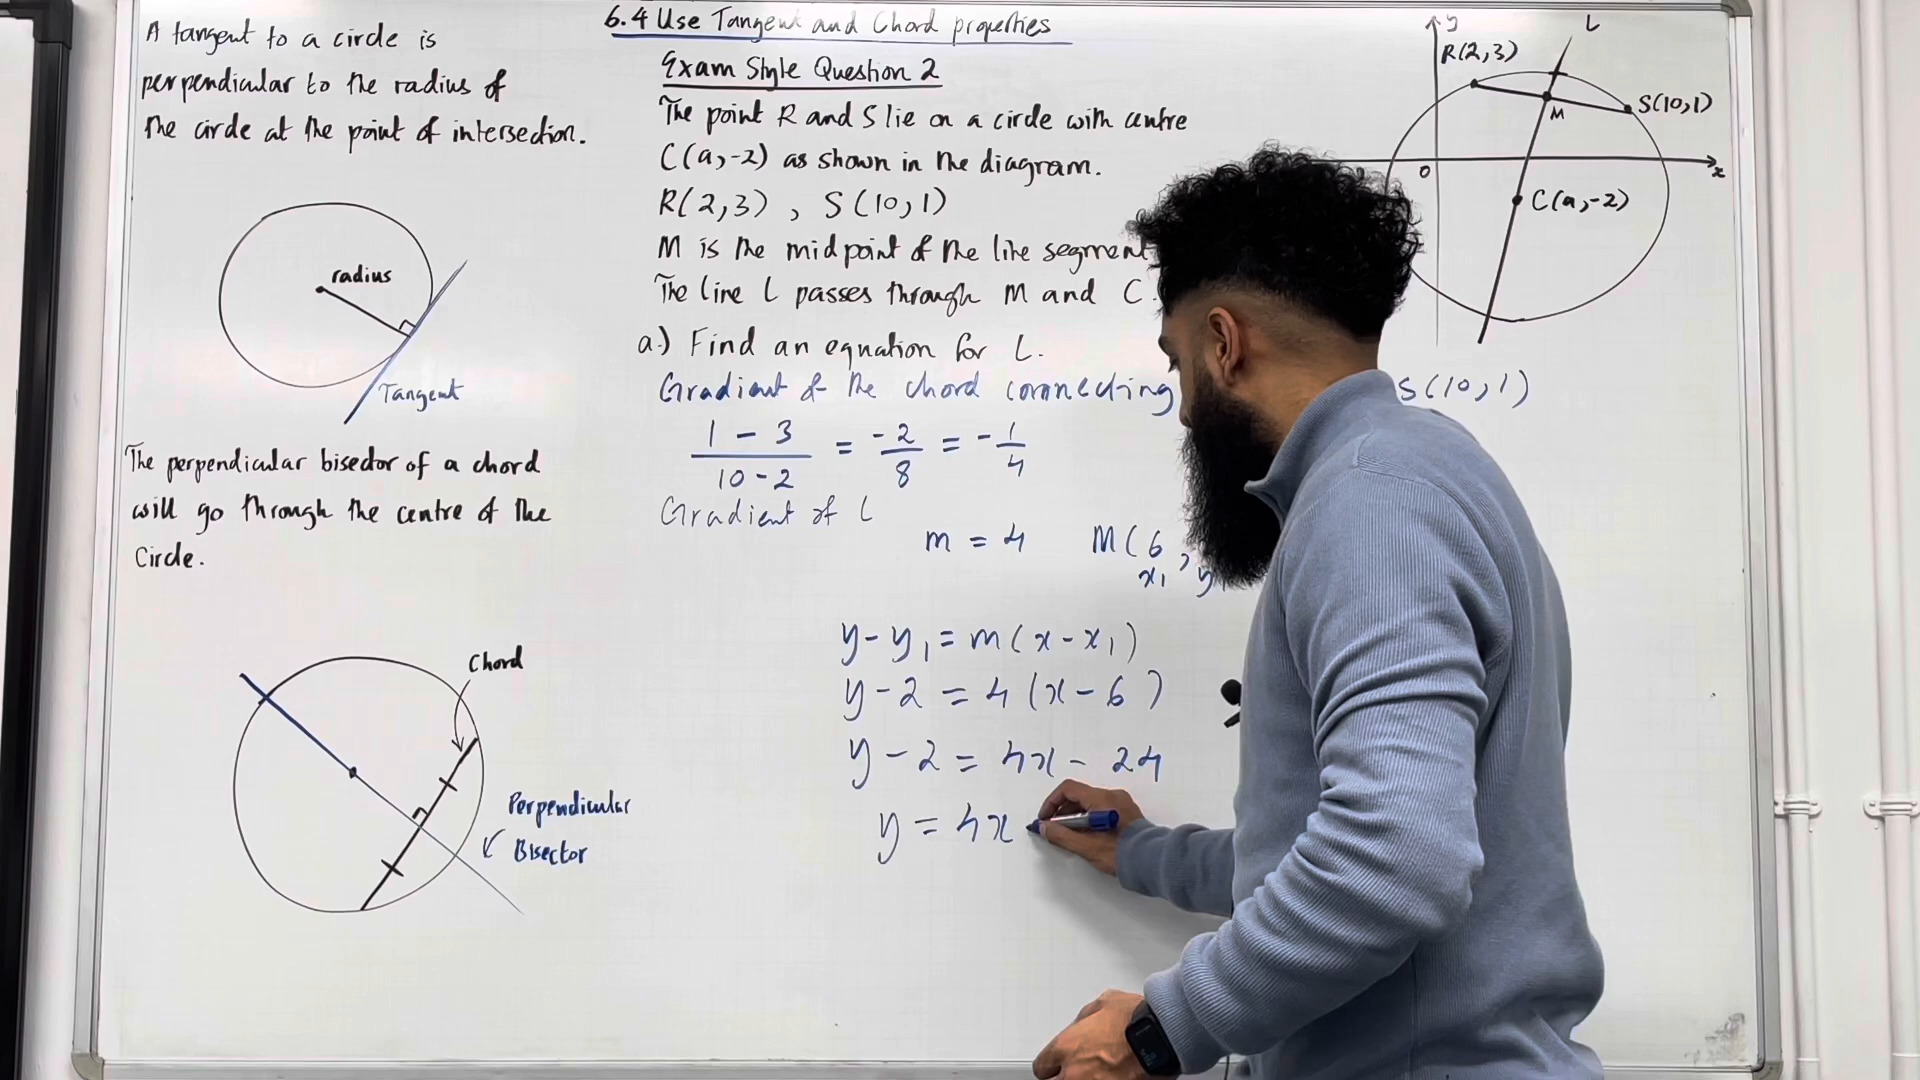 A tangent to a circle is
perpendicular to the radius of
the circle at the point of intersection.
radius
Tangent
The perpendicular bisector of a chord
will go through the centre of the
Circle.
Chord
Perpendicular
Bisector
6.4 Use Tangent and Chord properties
Exam Style Question 2
The point R and S lie on a circle with centre
C(a,-2) as shown in the diagram.
R(2,3) , S(10,1)
M is the midpoint of the line segment
The line L passes through M and C.
a.) Find an equation for L.
Gradient of the chord connecting S(10,1)
1 - 3 / 10 - 2 = -2/8 = -1/4
Gradient of L
m = 4 M(6,
x₁ y₁
y - y₁ = m(x - x₁)
y - 2 = 4(x - 6)
y - 2 = 4x - 24
y = 4x
y
L
R(2,3)
S(10,1)
M
O
x
C(a,-2)